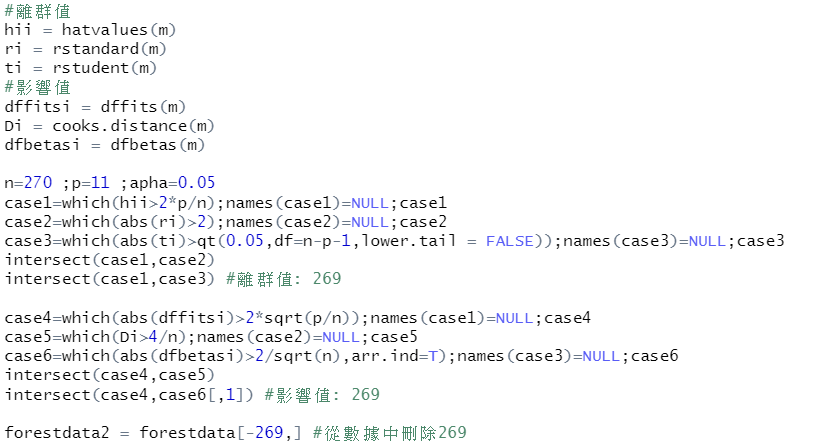 #離群值
hii = hatvalues(m)
ri = rstandard(m)
ti = rstudent(m)
#影響值
dffitsi = dffits(m)
Di = cooks.distance(m)
dfbetasi = dfbetas(m)
n=270 ;p=11 ;apha=0.05
case1=which(hii>2*p/n);names(case1)=NULL;case1
case2=which(abs(ri)>2);names(case2)=NULL;case2
case3=which(abs(ti)>qt(0.05,df=n-p-1,lower.tail = FALSE));names(case3)=NULL;case3
intersect(case1,case2)
intersect(case1,case3) #離群值: 269
case4=which(abs(dffitsi)>2*sqrt(p/n));names(case1)=NULL;case4
case5=which(Di>4/n);names(case2)=NULL;case5
case6=which(abs(dfbetasi)>2/sqrt(n),arr.ind=T);names(case3)=NULL;case6
intersect(case4,case5)
intersect(case4,case6[,1]) #影響值: 269
forestdata2 = forestdata[-269,] #從數據中刪除269